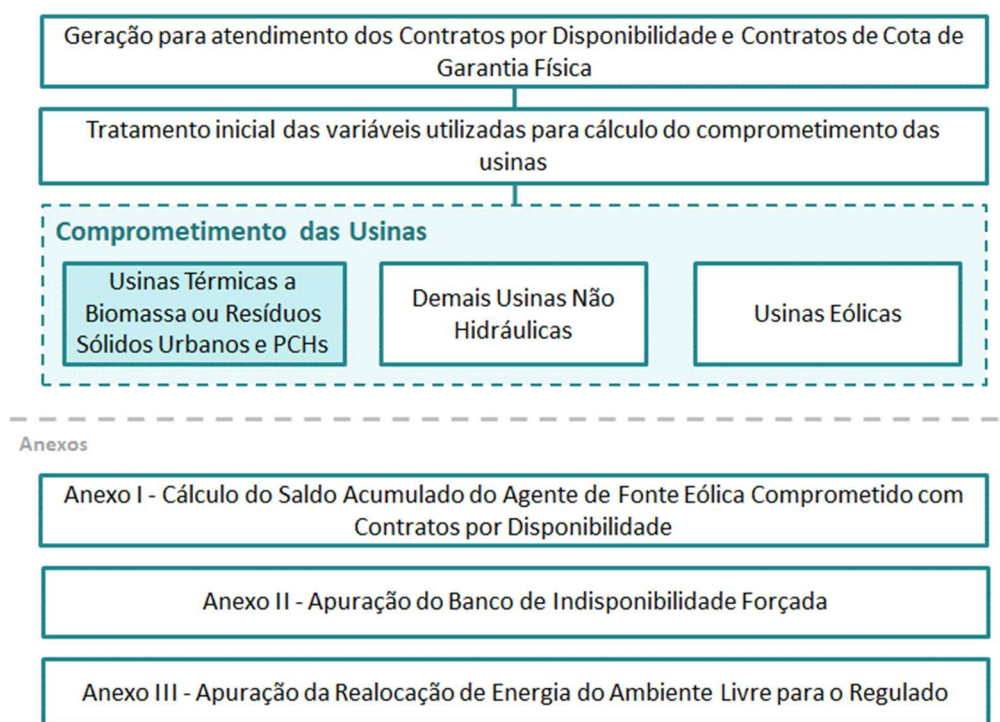 Geração para atendimento dos Contratos por Disponibilidade e Contratos de Cota de
Garantia Física
Tratamento inicial das variáveis utilizadas para cálculo do comprometimento das
usinas
Comprometimento das Usinas
Usinas Térmicas a
Biomassa ou Resíduos
Sólidos Urbanos e PCHs
Demais Usinas Não
Hidráulicas
Usinas Eólicas
Anexos
Anexo I - Cálculo do Saldo Acumulado do Agente de Fonte Eólica Comprometido com
Contratos por Disponibilidade
Anexo II - Apuração do Banco de Indisponibilidade Forçada
Anexo III - Apuração da Realocação de Energia do Ambiente Livre para o Regulado